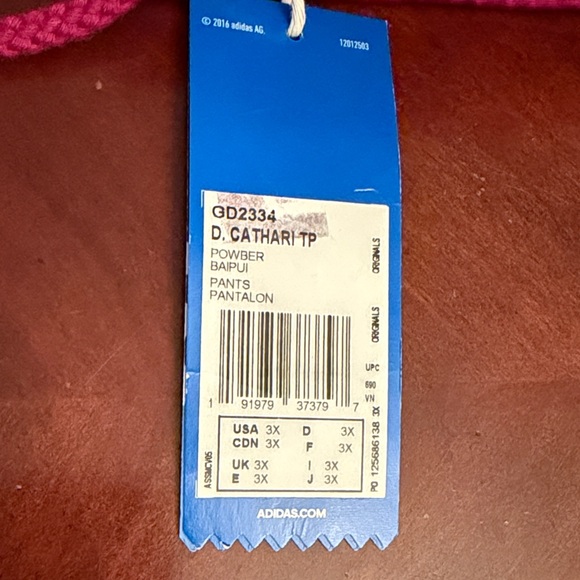 © 2016 adidas AG.
12012503
GD2334
D. CATHARI TP
POWBER
BAIPUI
PANTS
PANTALON
ORIGINALS
ORIGINALS
UPC
690
VN
1 91979 37379 7
USA 3X D 3X
CDN 3X F 3X
UK 3X I 3X
E 3X J 3X
ASSMCV05
PO 125686138 3X
ADIDAS.COM